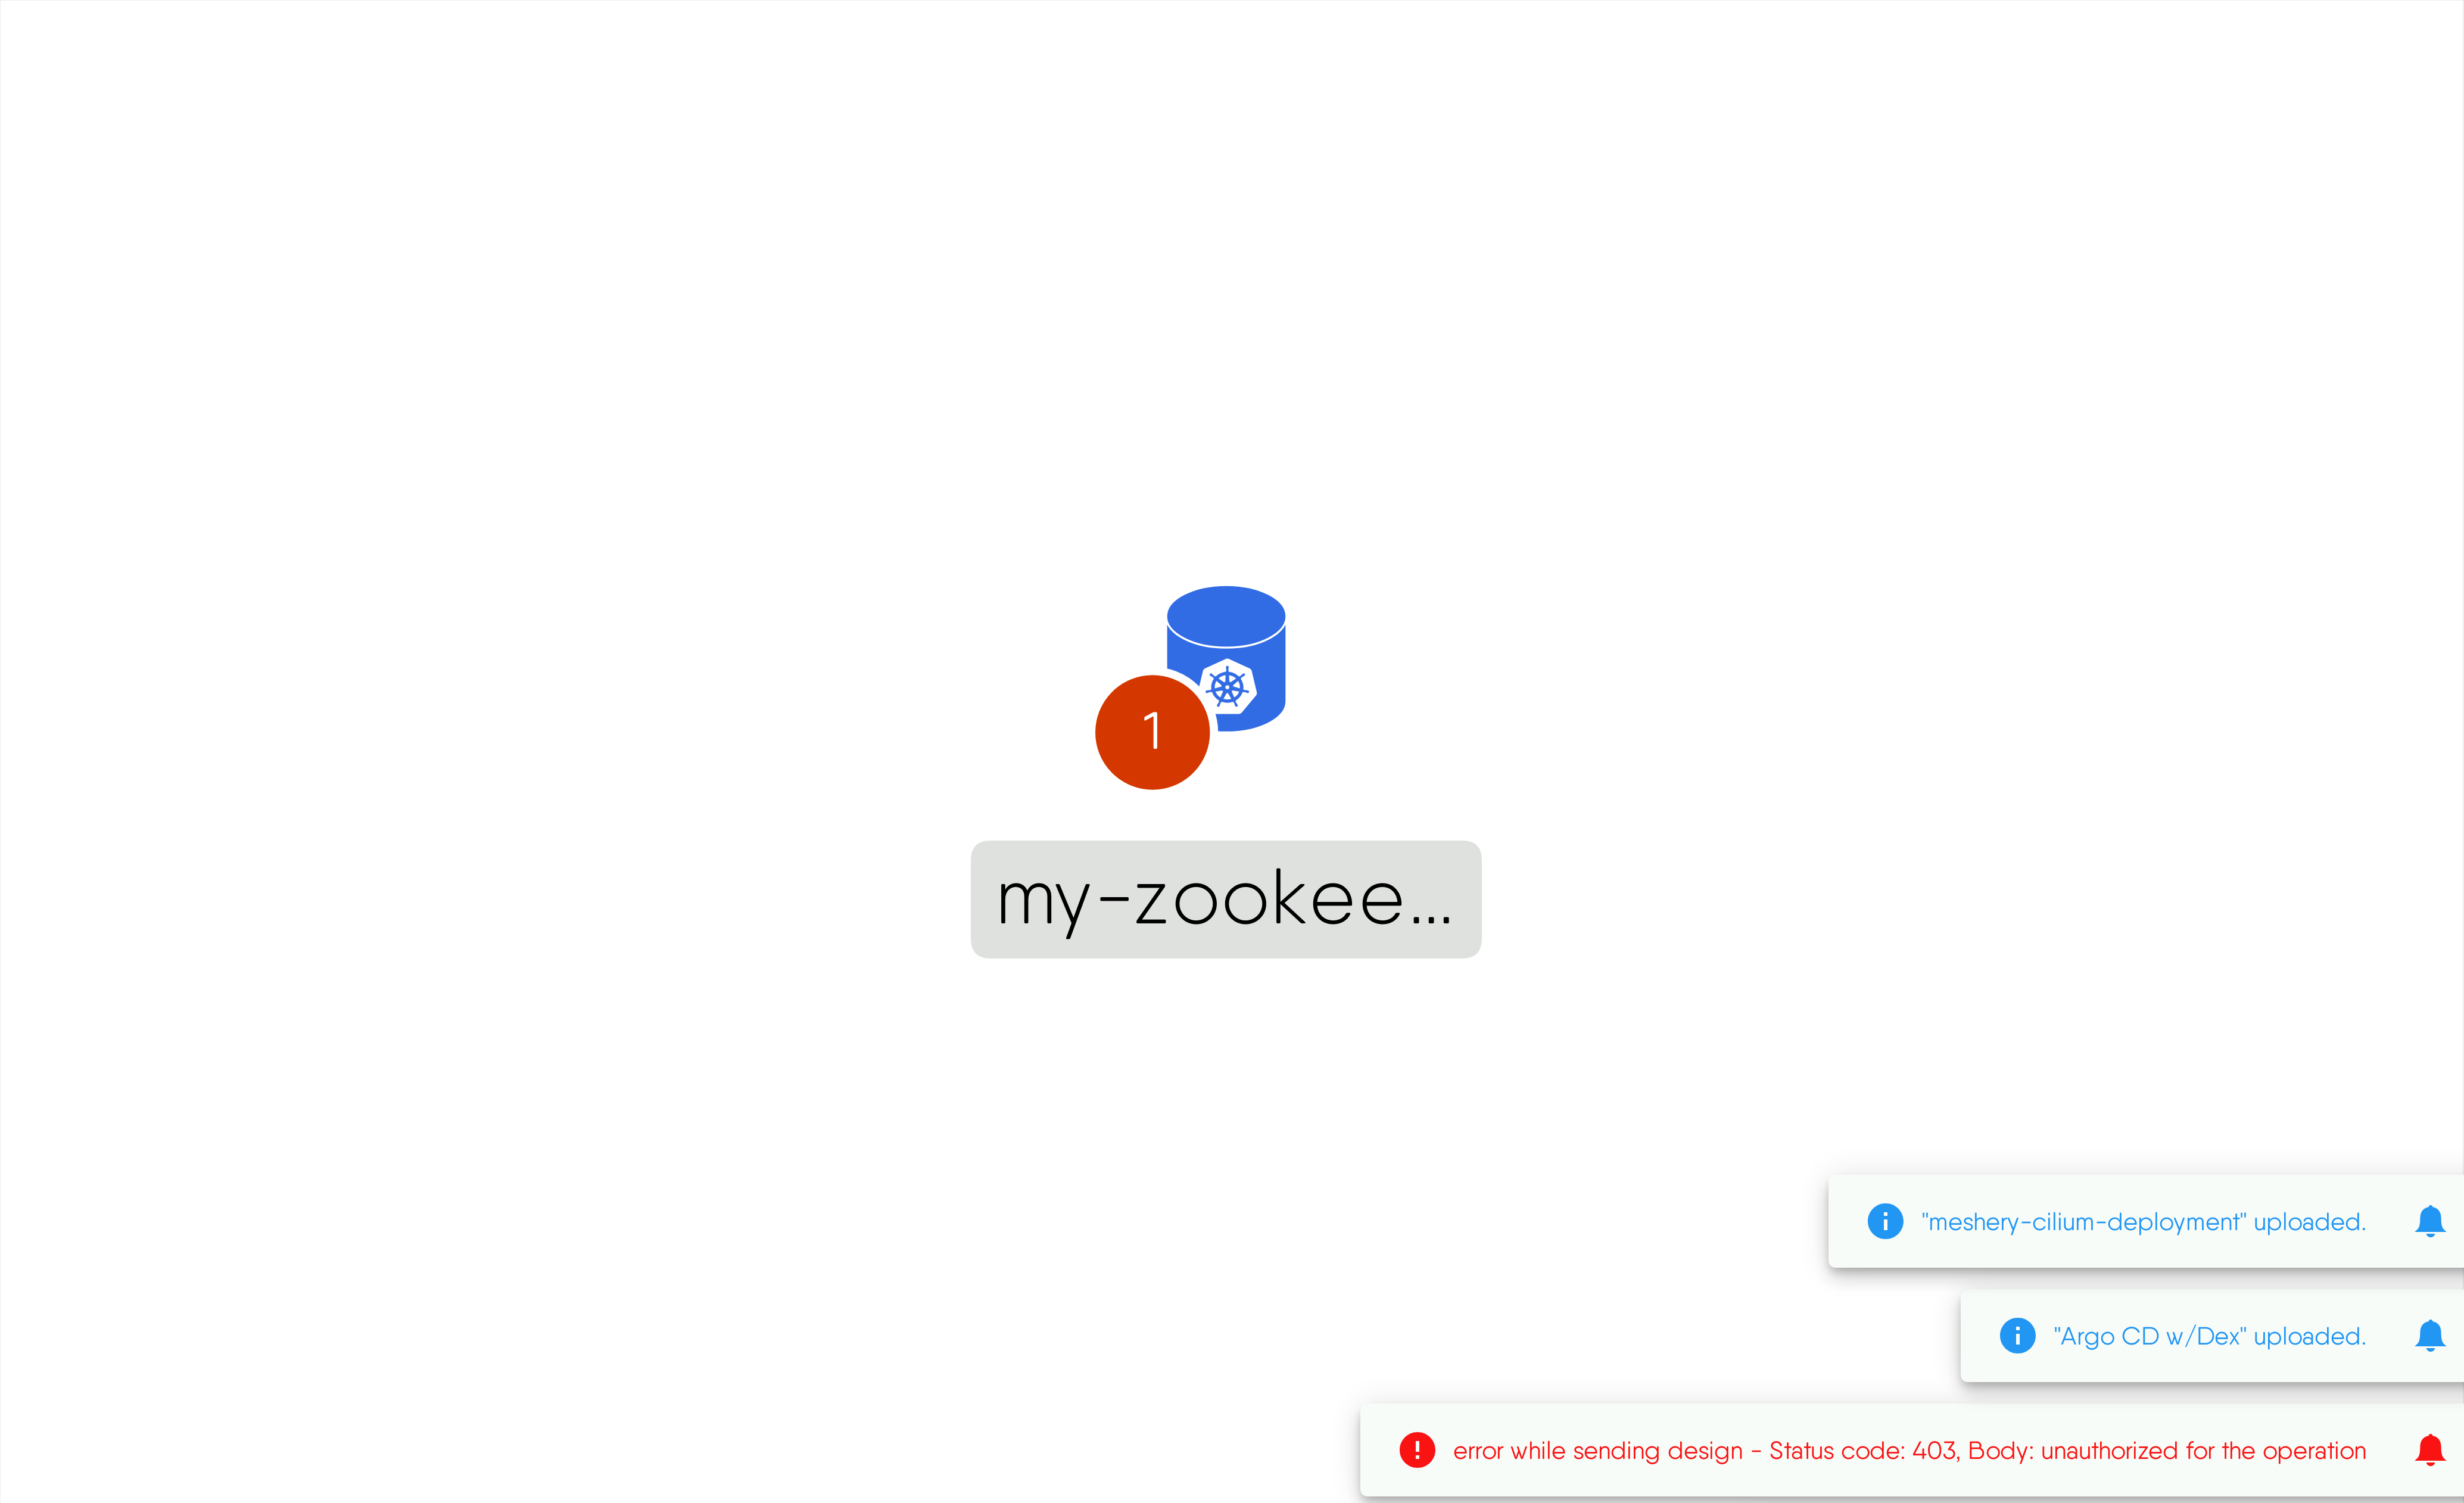 1
my-zookee...
"meshery-cilium-deployment" uploaded.
"Argo CD w/Dex" uploaded.
error while sending design - Status code: 403, Body: unauthorized for the operation